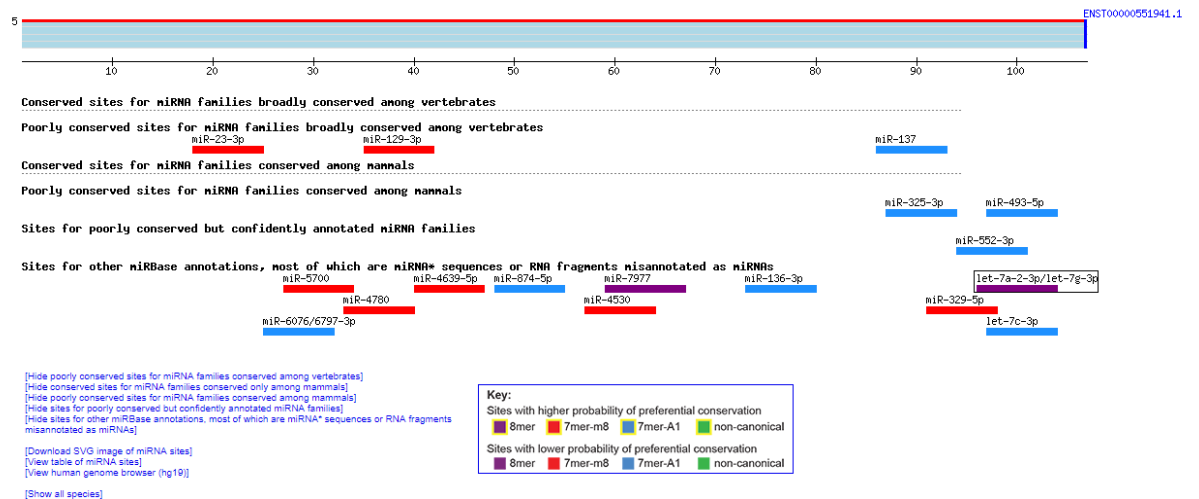 ENST00000551941.1
5
10 20 30 40 50 60 70 80 90 100
Conserved sites for miRNA families broadly conserved among vertebrates
Poorly conserved sites for miRNA families broadly conserved among vertebrates
miR-23-3p miR-129-3p miR-137
Conserved sites for miRNA families conserved among mammals
Poorly conserved sites for miRNA families conserved among mammals
miR-325-3p miR-493-5p
Sites for poorly conserved but confidently annotated miRNA families
miR-552-3p
Sites for other miRBase annotations, most of which are miRNA* sequences or RNA fragments misannotated as miRNAs
miR-5700 miR-4639-5p miR-874-5p miR-7977 miR-136-3p let-7a-2-3p/let-7g-3p
miR-4780 miR-4530 miR-329-5p
miR-6076/6797-3p let-7c-3p
[Hide poorly conserved sites for miRNA families conserved among vertebrates]
[Hide conserved sites for miRNA families conserved only among mammals]
[Hide poorly conserved sites for miRNA families conserved among mammals]
[Hide sites for poorly conserved but confidently annotated miRNA families]
[Hide sites for other miRBase annotations, most of which are miRNA* sequences or RNA fragments
misannotated as miRNAs]
[Download SVG image of miRNA sites]
[View table of miRNA sites]
[View human genome browser (hg19)]
[Show all species]
Key:
Sites with higher probability of preferential conservation
8mer 7mer-m8 7mer-A1 non-canonical
Sites with lower probability of preferential conservation
8mer 7mer-m8 7mer-A1 non-canonical